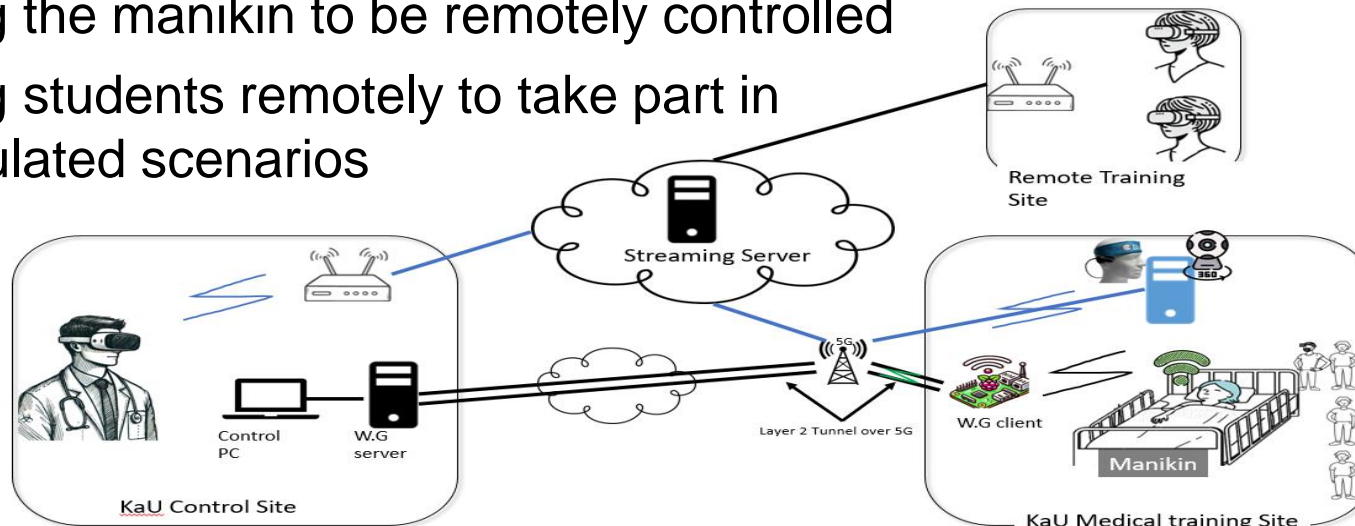 g the manikin to be remotely controlled
g students remotely to take part in
ulated scenarios
Remote Training
Site
Streaming Server
360
5G
Control
PC
W.G
server
Layer 2 Tunnel over 5G
W.G client
Manikin
KaU Control Site
KaU Medical training Site